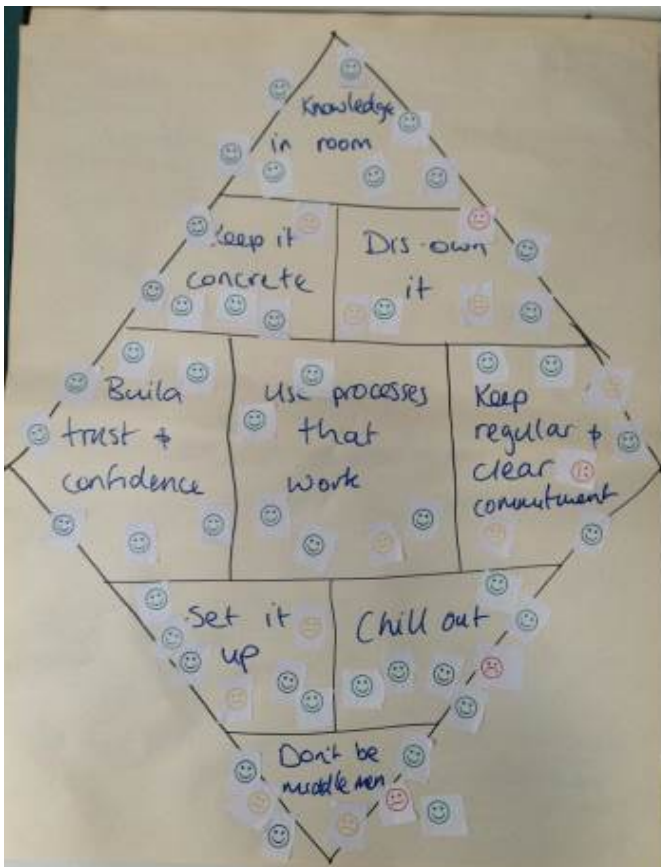 Knowledge
in room
Keep it
concrete
Dis-own
it
Build
trust &
confidence
Use processes
that
work
Keep
regular &
clear
commitment
Set it
up
Chill out
Don't be
middle men